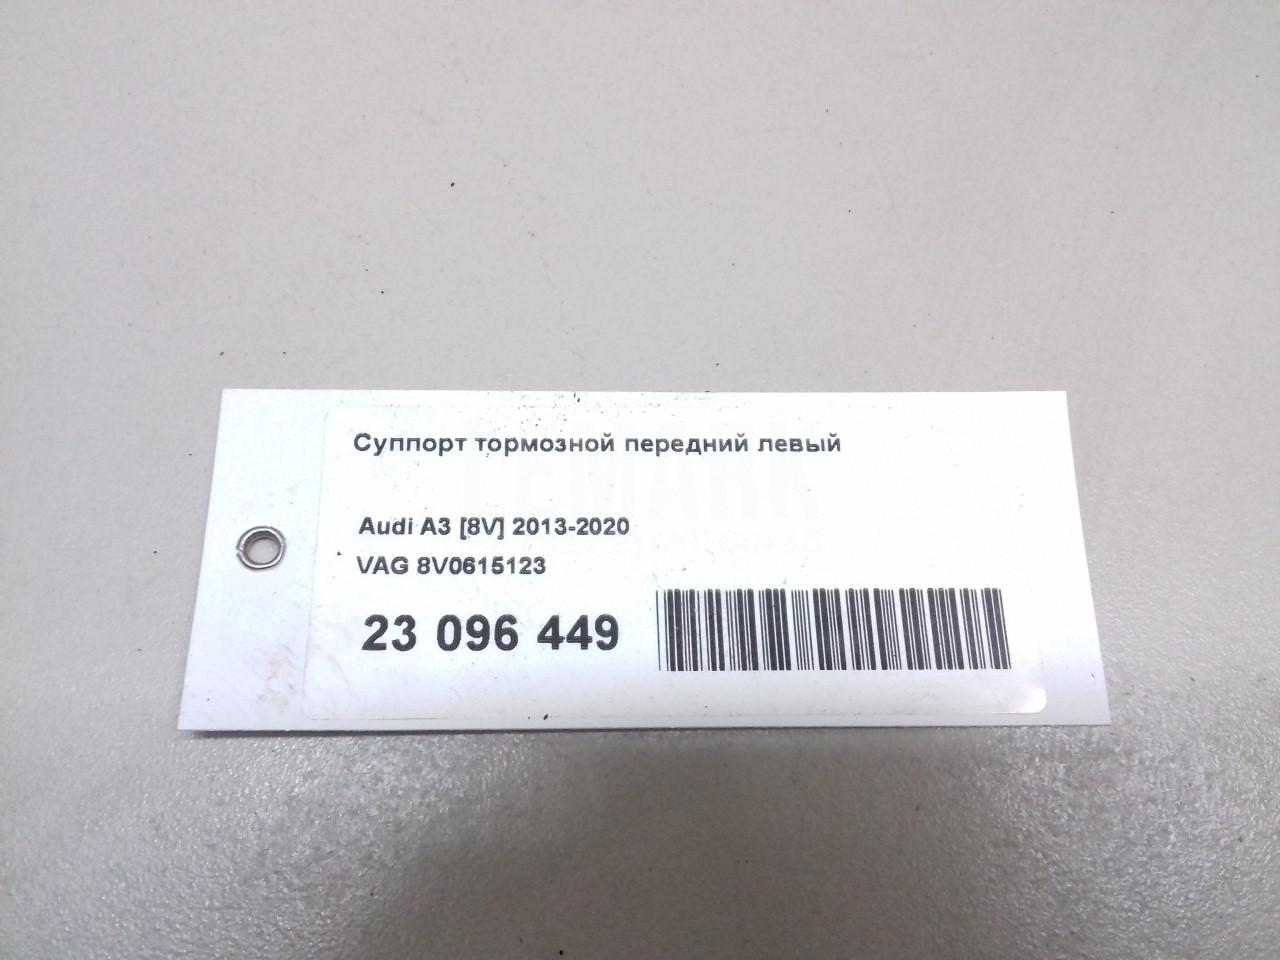 Суппорт тормозной передний левый
Audi A3 [8V] 2013-2020
VAG 8V0615123
23 096 449